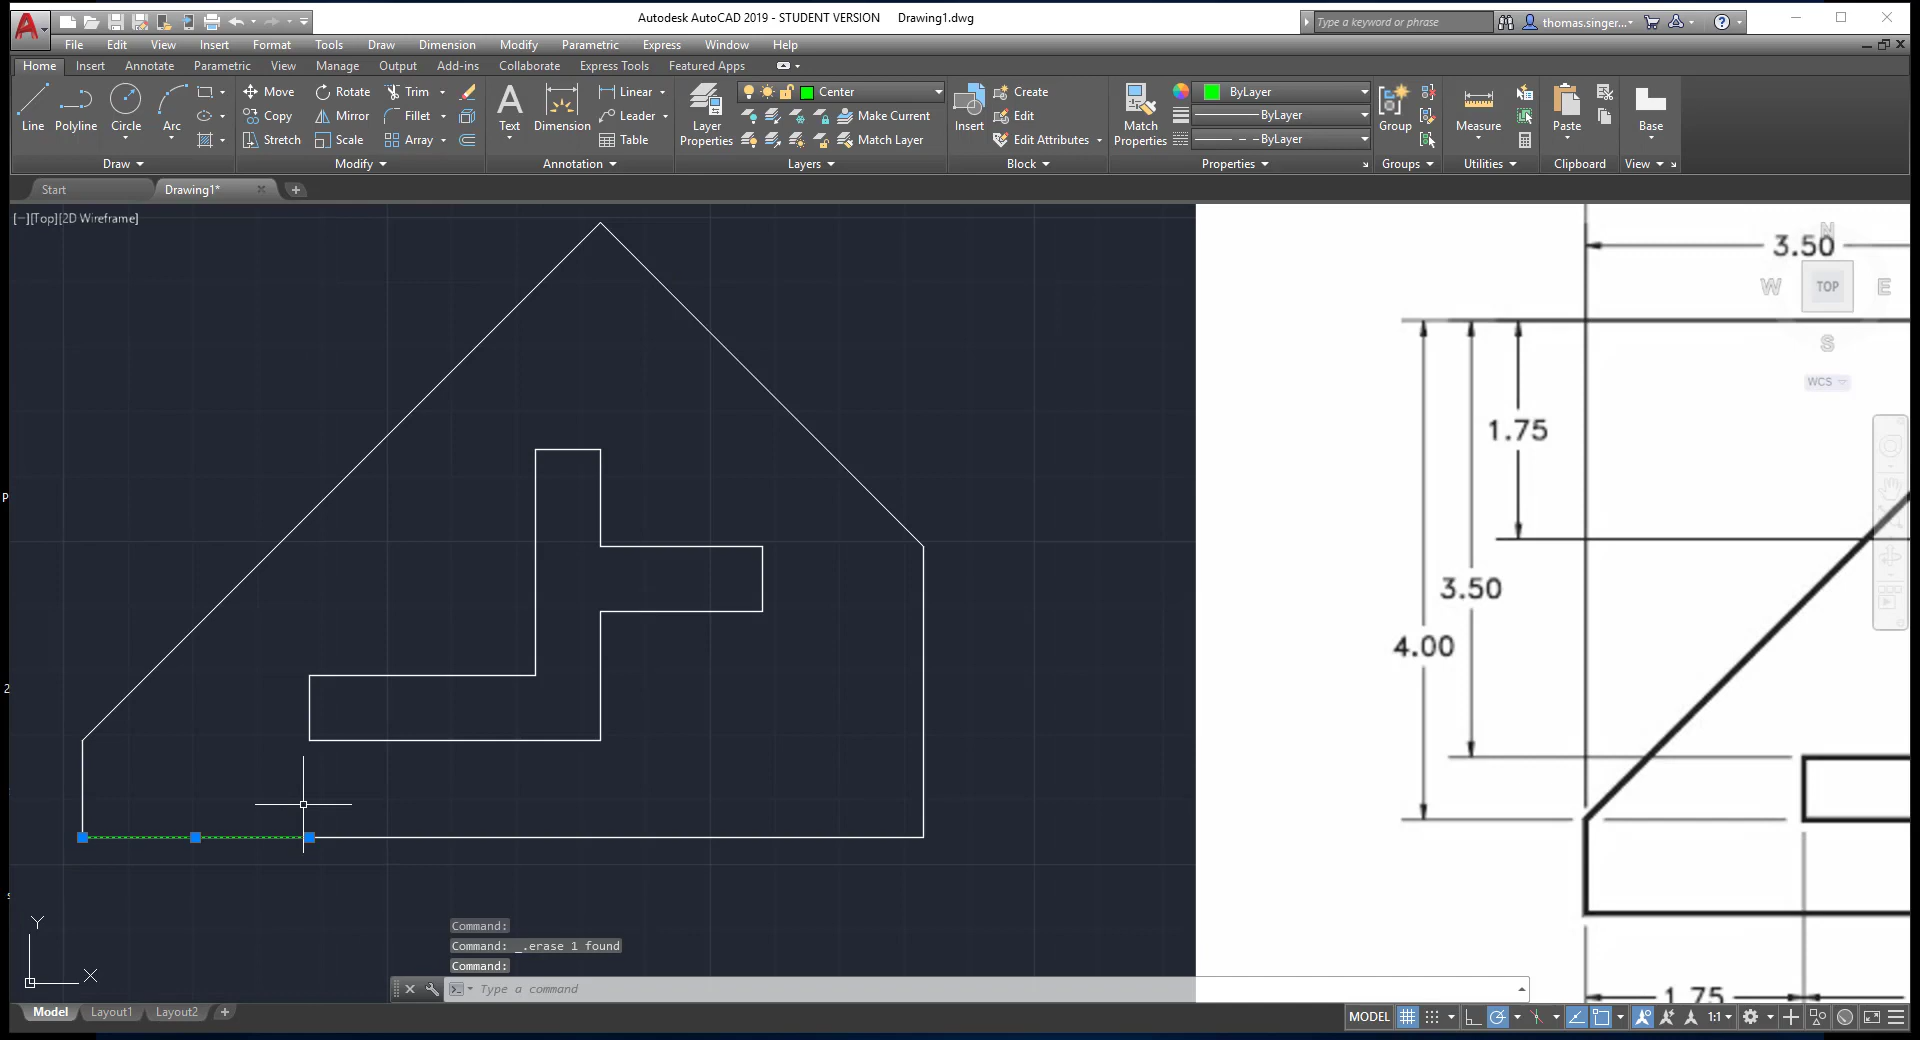 Autodesk AutoCAD 2019 - STUDENT VERSION Drawing1.dwg
Type a keyword or phrase
thomas.singer...
File Edit View Insert Format Tools Draw Dimension Modify Parametric Express Window Help
Home Insert Annotate Parametric View Manage Output Add-ins Collaborate Express Tools Featured Apps
Line Polyline Circle Arc
Move Rotate Trim
Copy Mirror Fillet
Stretch Scale Array
Text Dimension
Linear
Leader
Table
Layer Properties
Center
Make Current
Match Layer
Insert
Create
Edit
Edit Attributes
Match Properties
ByLayer
ByLayer
ByLayer
Group
Measure
Paste
Base
Draw Modify Annotation Layers Block Properties Groups Utilities Clipboard View
Start Drawing1*
[−][Top][2D Wireframe]
3.50
N
W TOP E
S
WCS
1.75
3.50
4.00
1.75
P
2
Y
X
Command:
Command: _.erase 1 found
Command:
Type a command
Model Layout1 Layout2
MODEL
1:1